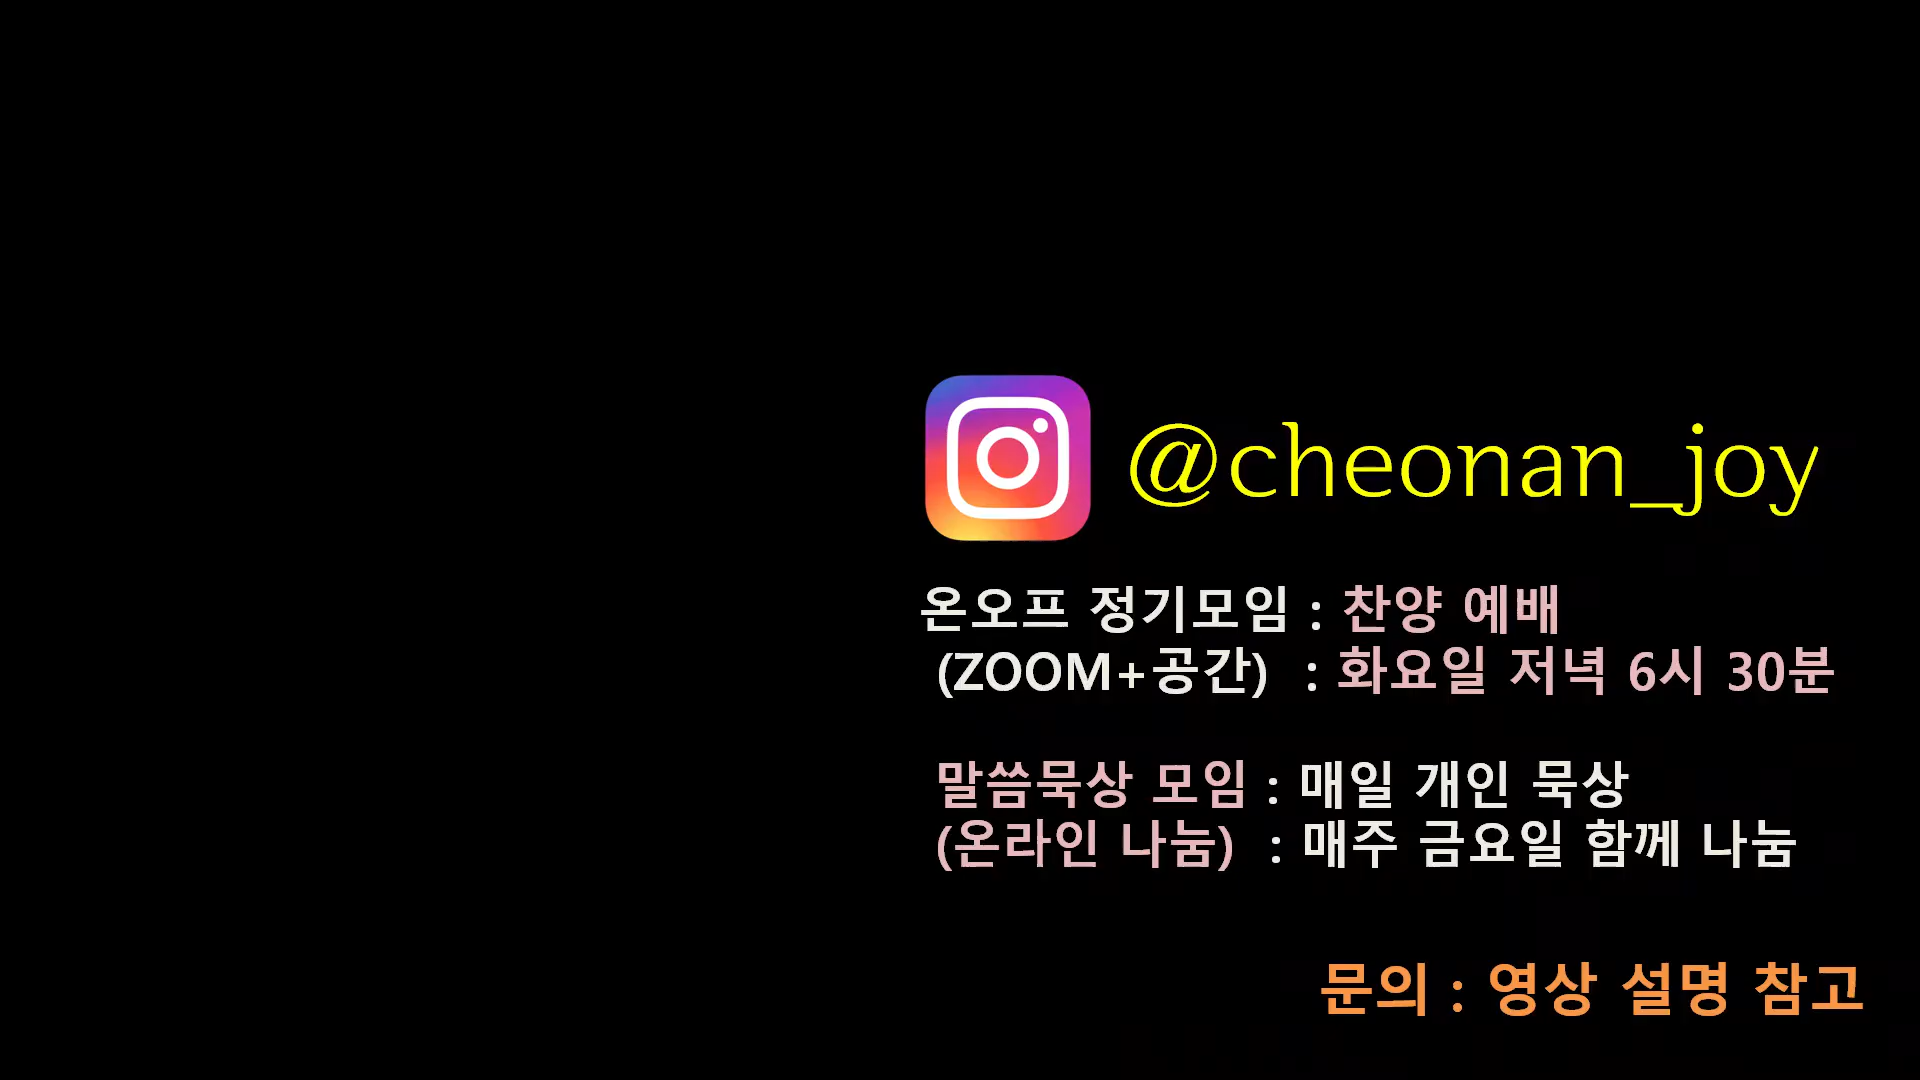 @cheonan_joy
온오프 정기모임 : 찬양 예배
(ZOOM+공간) : 화요일 저녁 6시 30분
말씀묵상 모임 : 매일 개인 묵상
(온라인 나눔) : 매주 금요일 함께 나눔
문의 : 영상 설명 참고